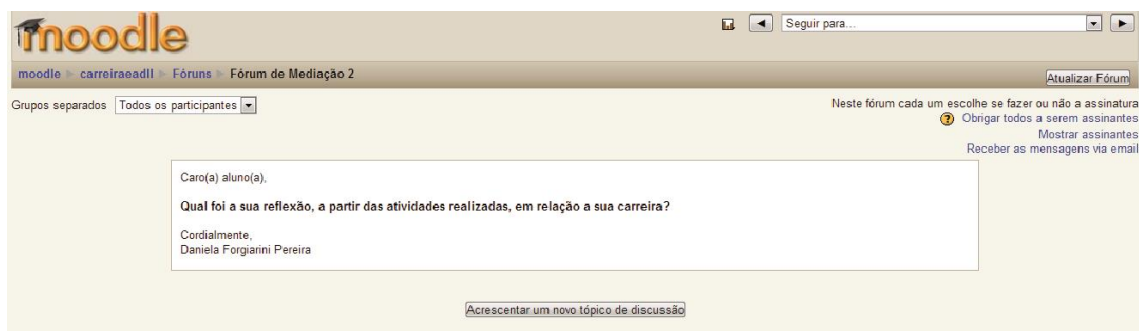 moodle
Seguir para...
moodle carreiraeadII Fóruns Fórum de Mediação 2
Atualizar Fórum
Grupos separados Todos os participantes
Neste fórum cada um escolhe se fazer ou não a assinatura
Obrigar todos a serem assinantes
Mostrar assinantes
Receber as mensagens via email
Caro(a) aluno(a),
Qual foi a sua reflexão, a partir das atividades realizadas, em relação a sua carreira?
Cordialmente,
Daniela Forgiarini Pereira
Acrescentar um novo tópico de discussão